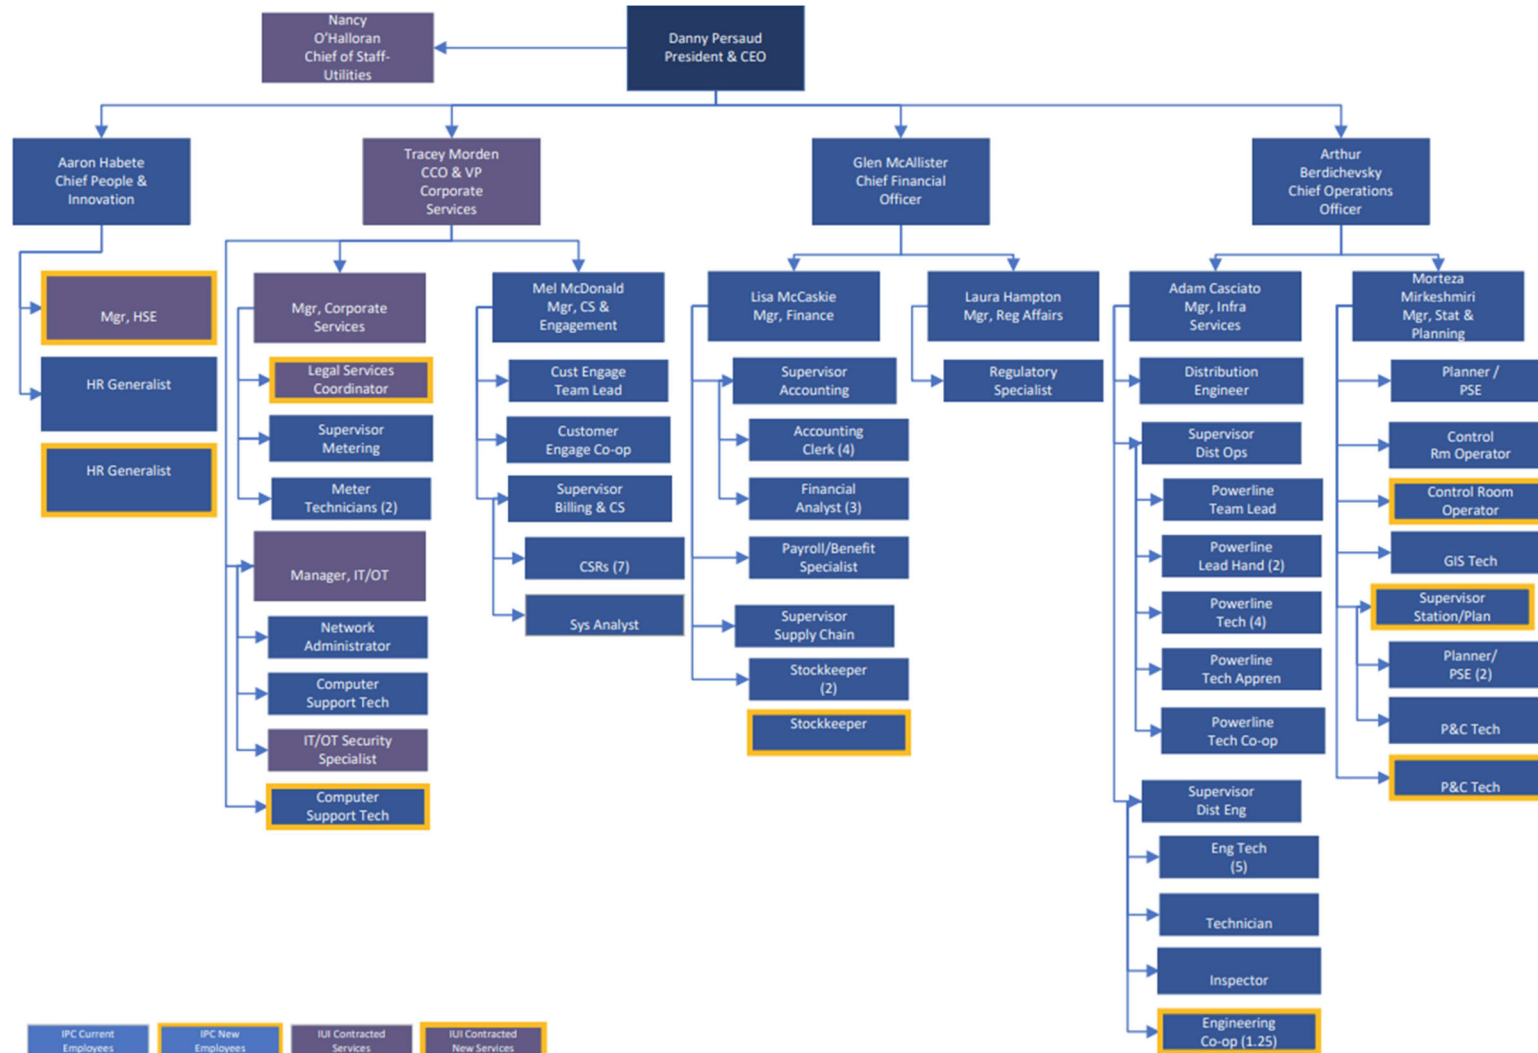 Nancy
O'Halloran
Chief of Staff-
Utilities
Danny Persaud
President & CEO
Aaron Habete
Chief People &
Innovation
Tracey Morden
CCO & VP
Corporate
Services
Glen McAllister
Chief Financial
Officer
Arthur
Berdichevsky
Chief Operations
Officer
Mgr, HSE
HR Generalist
HR Generalist
Mgr, Corporate
Services
Legal Services
Coordinator
Supervisor
Metering
Meter
Technicians (2)
Manager, IT/OT
Network
Administrator
Computer
Support Tech
IT/OT Security
Specialist
Computer
Support Tech
Mel McDonald
Mgr, CS &
Engagement
Cust Engage
Team Lead
Customer
Engage Co-op
Supervisor
Billing & CS
CSRs (7)
Sys Analyst
Lisa McCaskie
Mgr, Finance
Supervisor
Accounting
Accounting
Clerk (4)
Financial
Analyst (3)
Payroll/Benefit
Specialist
Supervisor
Supply Chain
Stockkeeper
(2)
Stockkeeper
Laura Hampton
Mgr, Reg Affairs
Regulatory
Specialist
Adam Casciato
Mgr, Infra
Services
Distribution
Engineer
Supervisor
Dist Ops
Powerline
Team Lead
Powerline
Lead Hand (2)
Powerline
Tech (4)
Powerline
Tech Appren
Powerline
Tech Co-op
Supervisor
Dist Eng
Eng Tech
(5)
Technician
Inspector
Engineering
Co-op (1.25)
Morteza
Mirkeshmiri
Mgr, Stat &
Planning
Planner /
PSE
Control
Rm Operator
Control Room
Operator
GIS Tech
Supervisor
Station/Plan
Planner/
PSE (2)
P&C Tech
P&C Tech
IPC Current
Employees
IPC New
Employees
IUI Contracted
Services
IUI Contracted
New Services